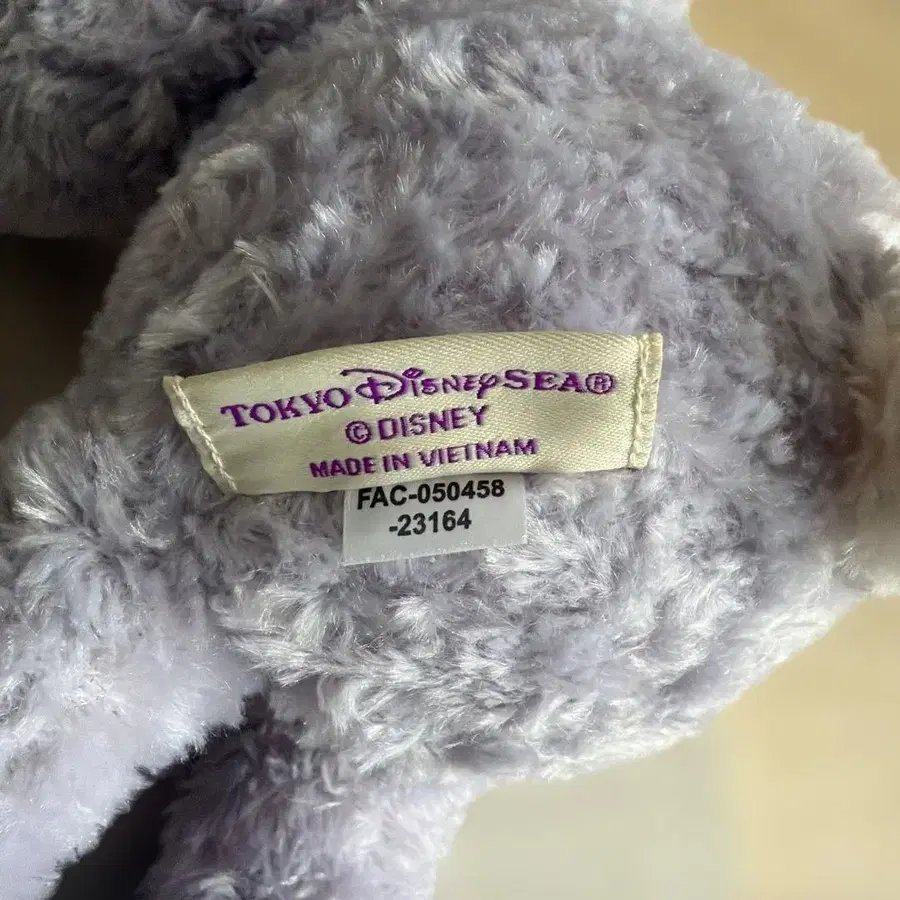 TOKYO DISNEYSEA®
© DISNEY
MADE IN VIETNAM
FAC-050458
-23164